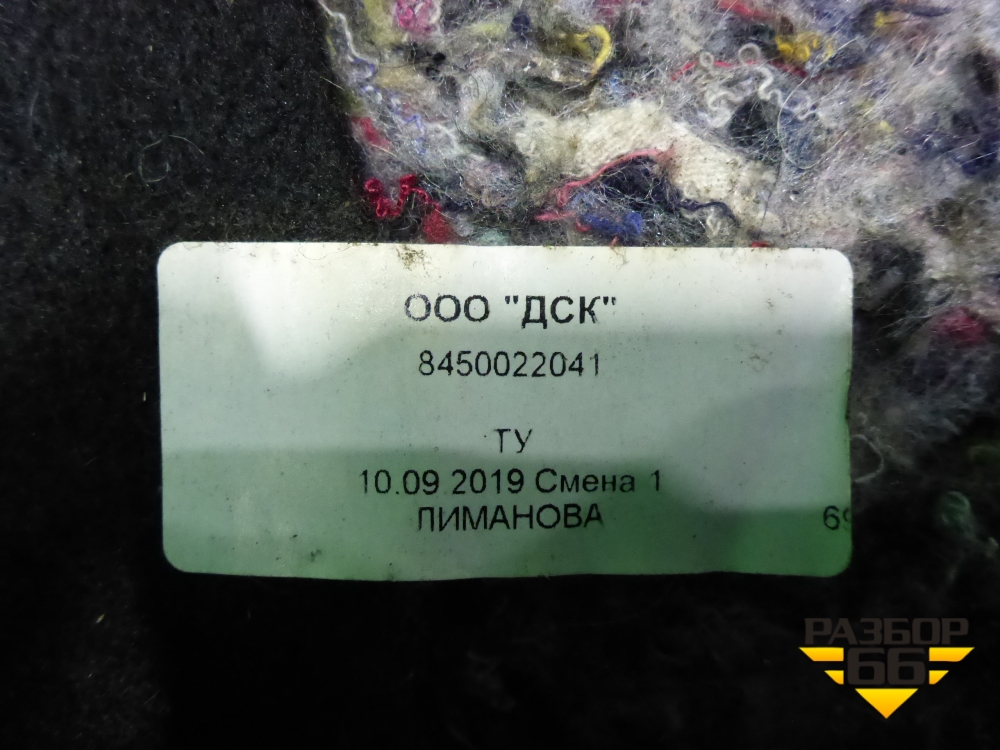 ООО "ДСК"
8450022041
ТУ
10.09 2019 Смена 1
ЛИМАНОВА
РАЗБОР
66